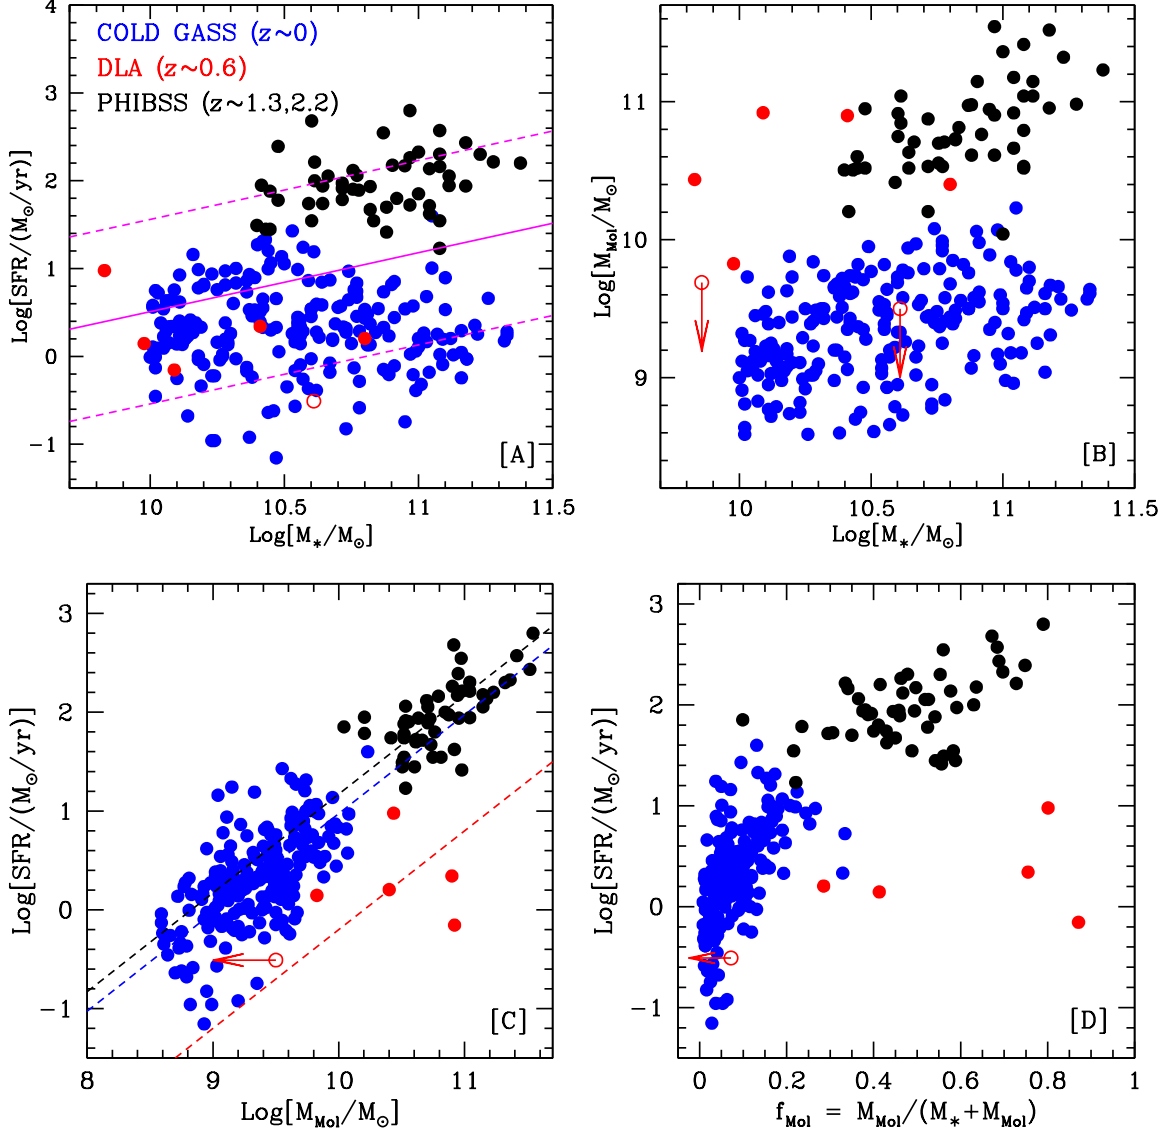 4
3
2
1
0
−1
Log[SFR/(M⊙/yr)]
COLD GASS (z~0)
DLA (z~0.6)
PHIBSS (z~1.3,2.2)
[A]
10 10.5 11 11.5
Log[M*/M⊙]
11
10
9
Log[MMol/M⊙]
[B]
10 10.5 11 11.5
Log[M*/M⊙]
3
2
1
0
−1
Log[SFR/(M⊙/yr)]
[C]
8 9 10 11
Log[MMol/M⊙]
3
2
1
0
−1
Log[SFR/(M⊙/yr)]
[D]
0 0.2 0.4 0.6 0.8 1
fMol = MMol/(M*+MMol)